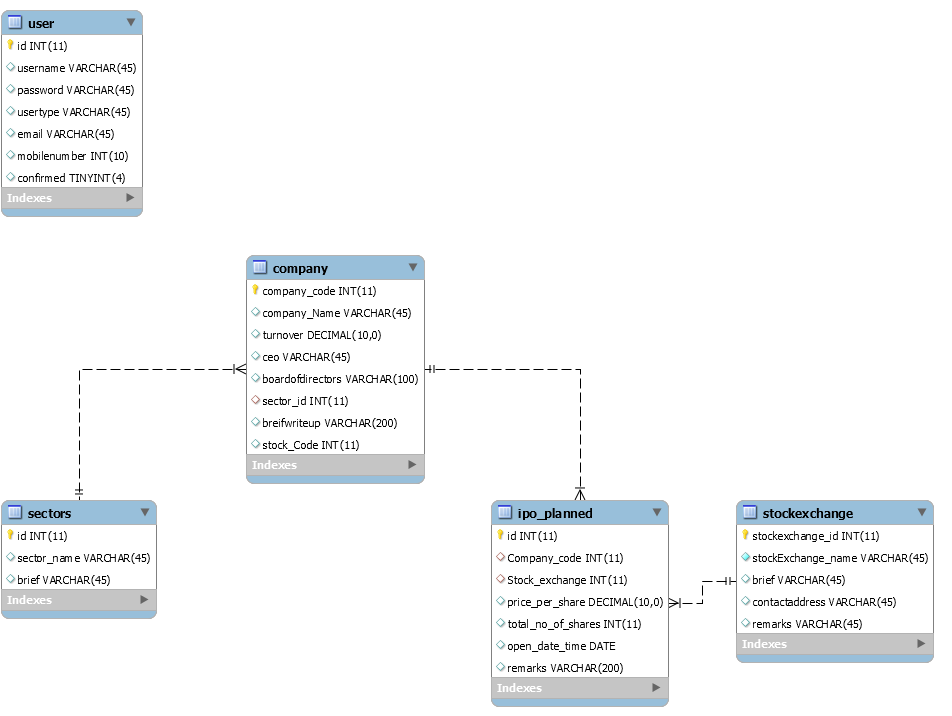 user
id INT(11)
username VARCHAR(45)
password VARCHAR(45)
usertype VARCHAR(45)
email VARCHAR(45)
mobilenumber INT(10)
confirmed TINYINT(4)
Indexes
company
company_code INT(11)
company_Name VARCHAR(45)
turnover DECIMAL(10,0)
ceo VARCHAR(45)
boardofdirectors VARCHAR(100)
sector_id INT(11)
breifwriteup VARCHAR(200)
stock_Code INT(11)
Indexes
sectors
id INT(11)
sector_name VARCHAR(45)
brief VARCHAR(45)
Indexes
ipo_planned
id INT(11)
Company_code INT(11)
Stock_exchange INT(11)
price_per_share DECIMAL(10,0)
total_no_of_shares INT(11)
open_date_time DATE
remarks VARCHAR(200)
Indexes
stockexchange
stockexchange_id INT(11)
stockExchange_name VARCHAR(45)
brief VARCHAR(45)
contactaddress VARCHAR(45)
remarks VARCHAR(45)
Indexes